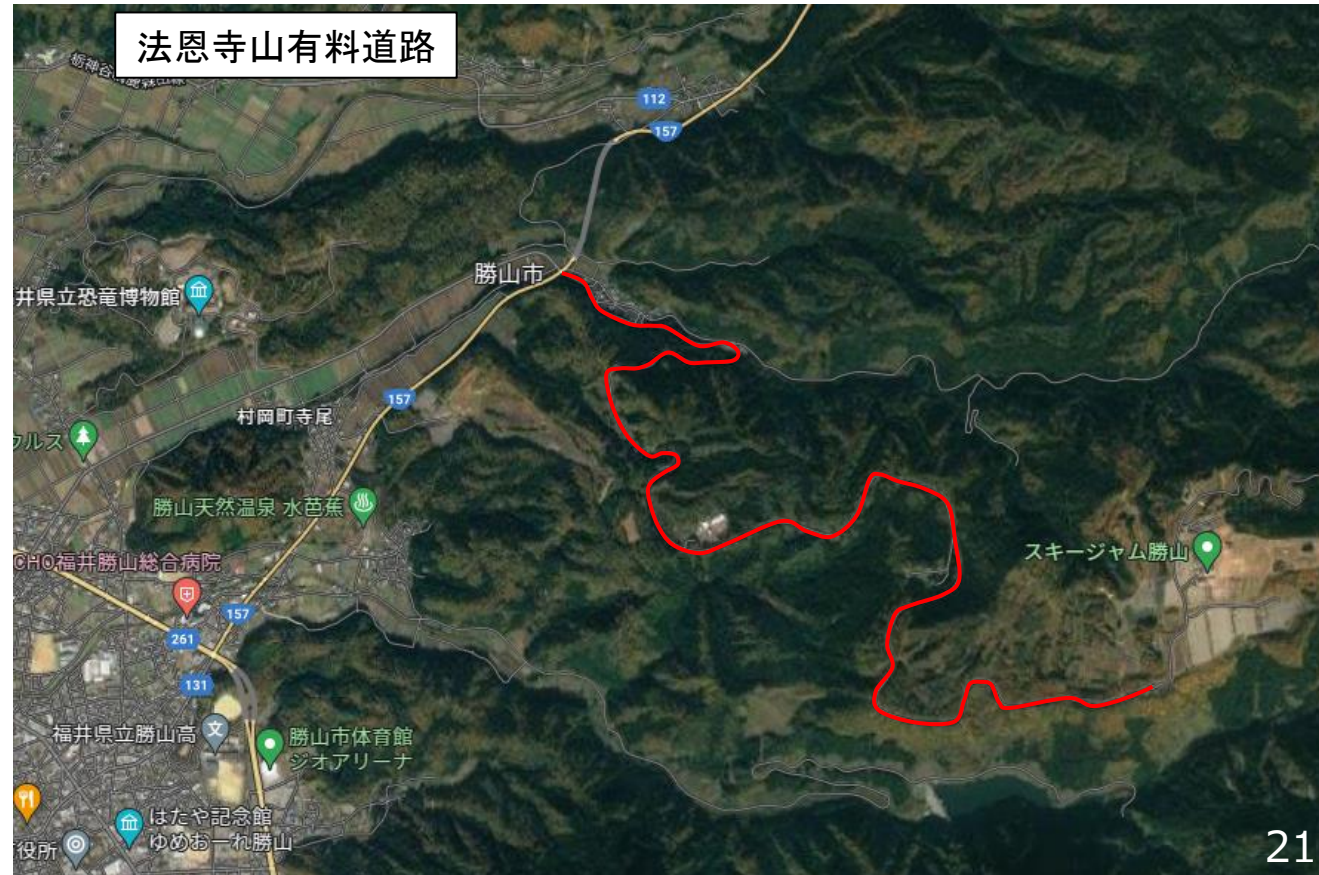 法恩寺山有料道路
112
157
勝山市
井県立恐竜博物館
157
村岡町寺尾
ウルス
勝山天然温泉 水芭蕉
スキージャム勝山
CHO福井勝山総合病院
157
261
131
福井県立勝山高
勝山市体育館
ジオアリーナ
はたや記念館
ゆめおーれ勝山
役所
21